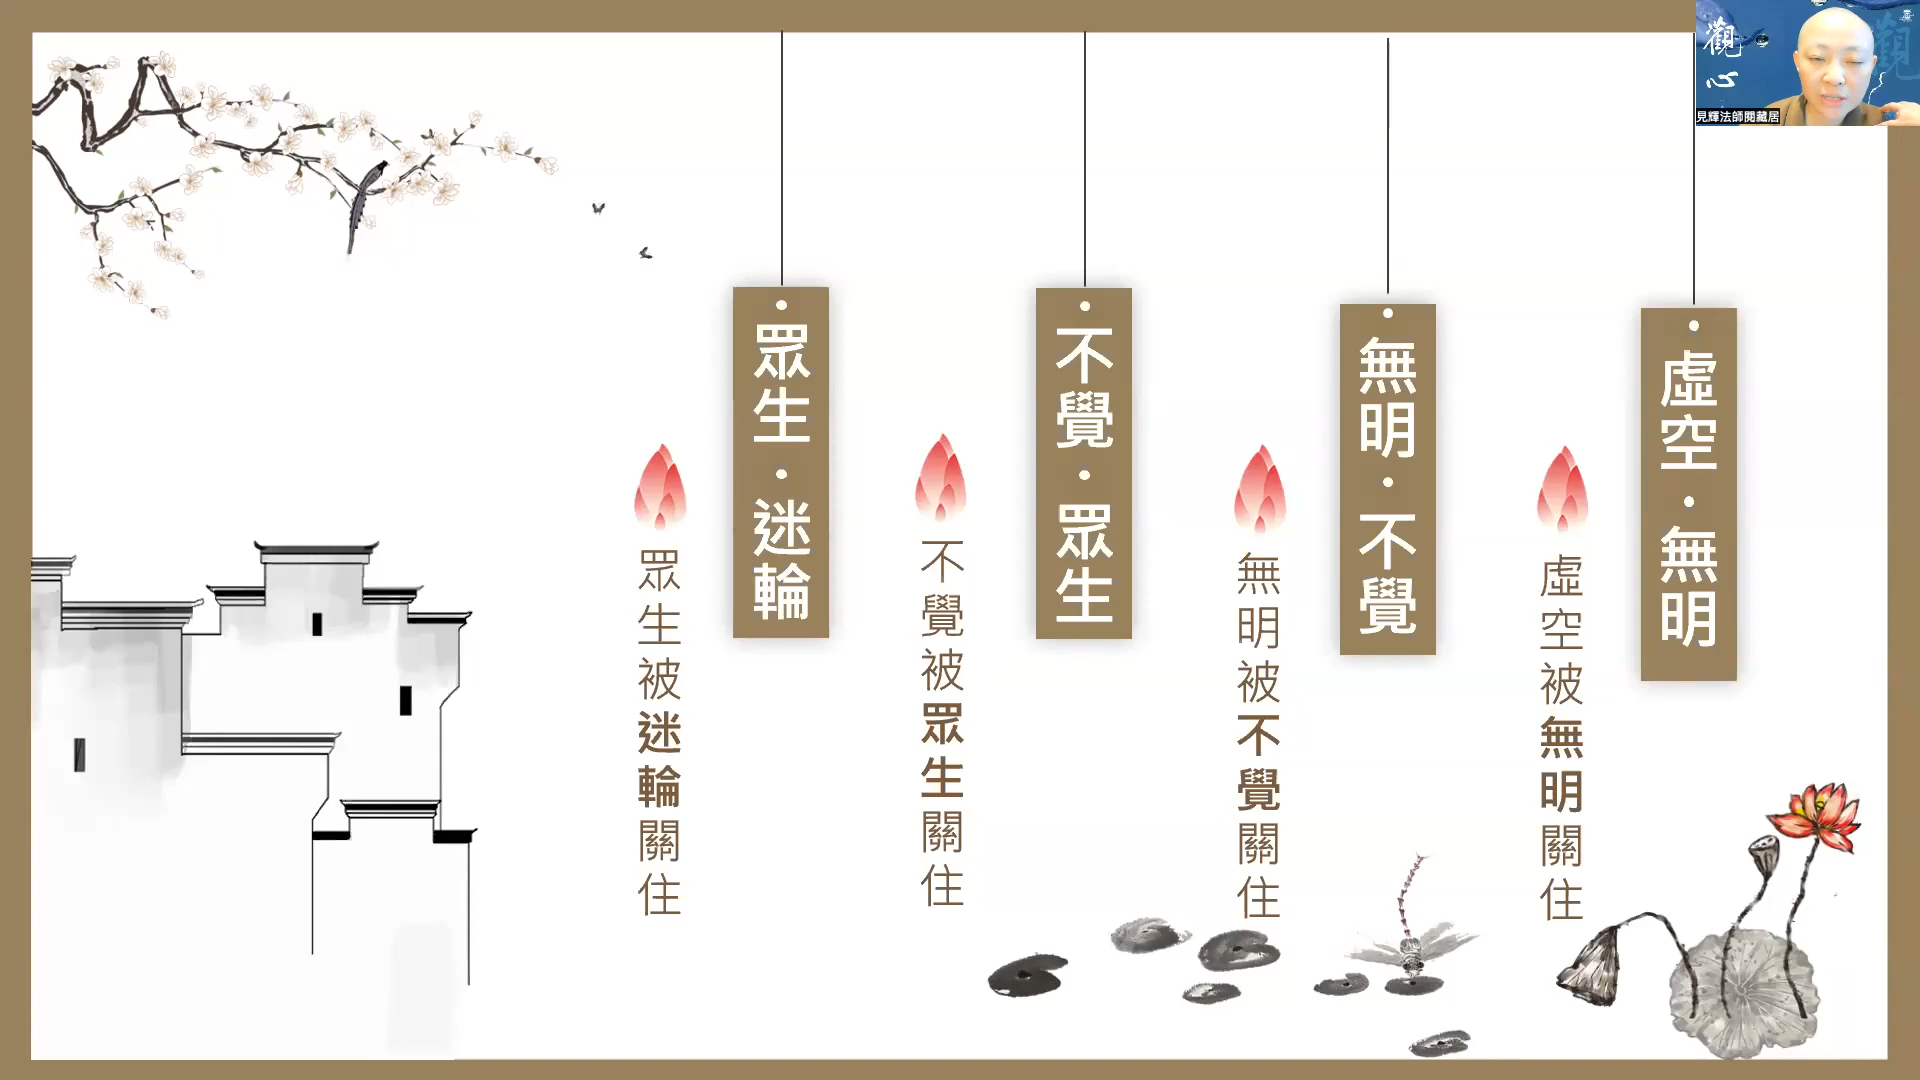 虛空・無明
虛空被無明關住
無明・不覺
無明被不覺關住
不覺・眾生
不覺被眾生關住
眾生・迷輪
眾生被迷輪關住
觀心
觀
見輝法師閱藏居